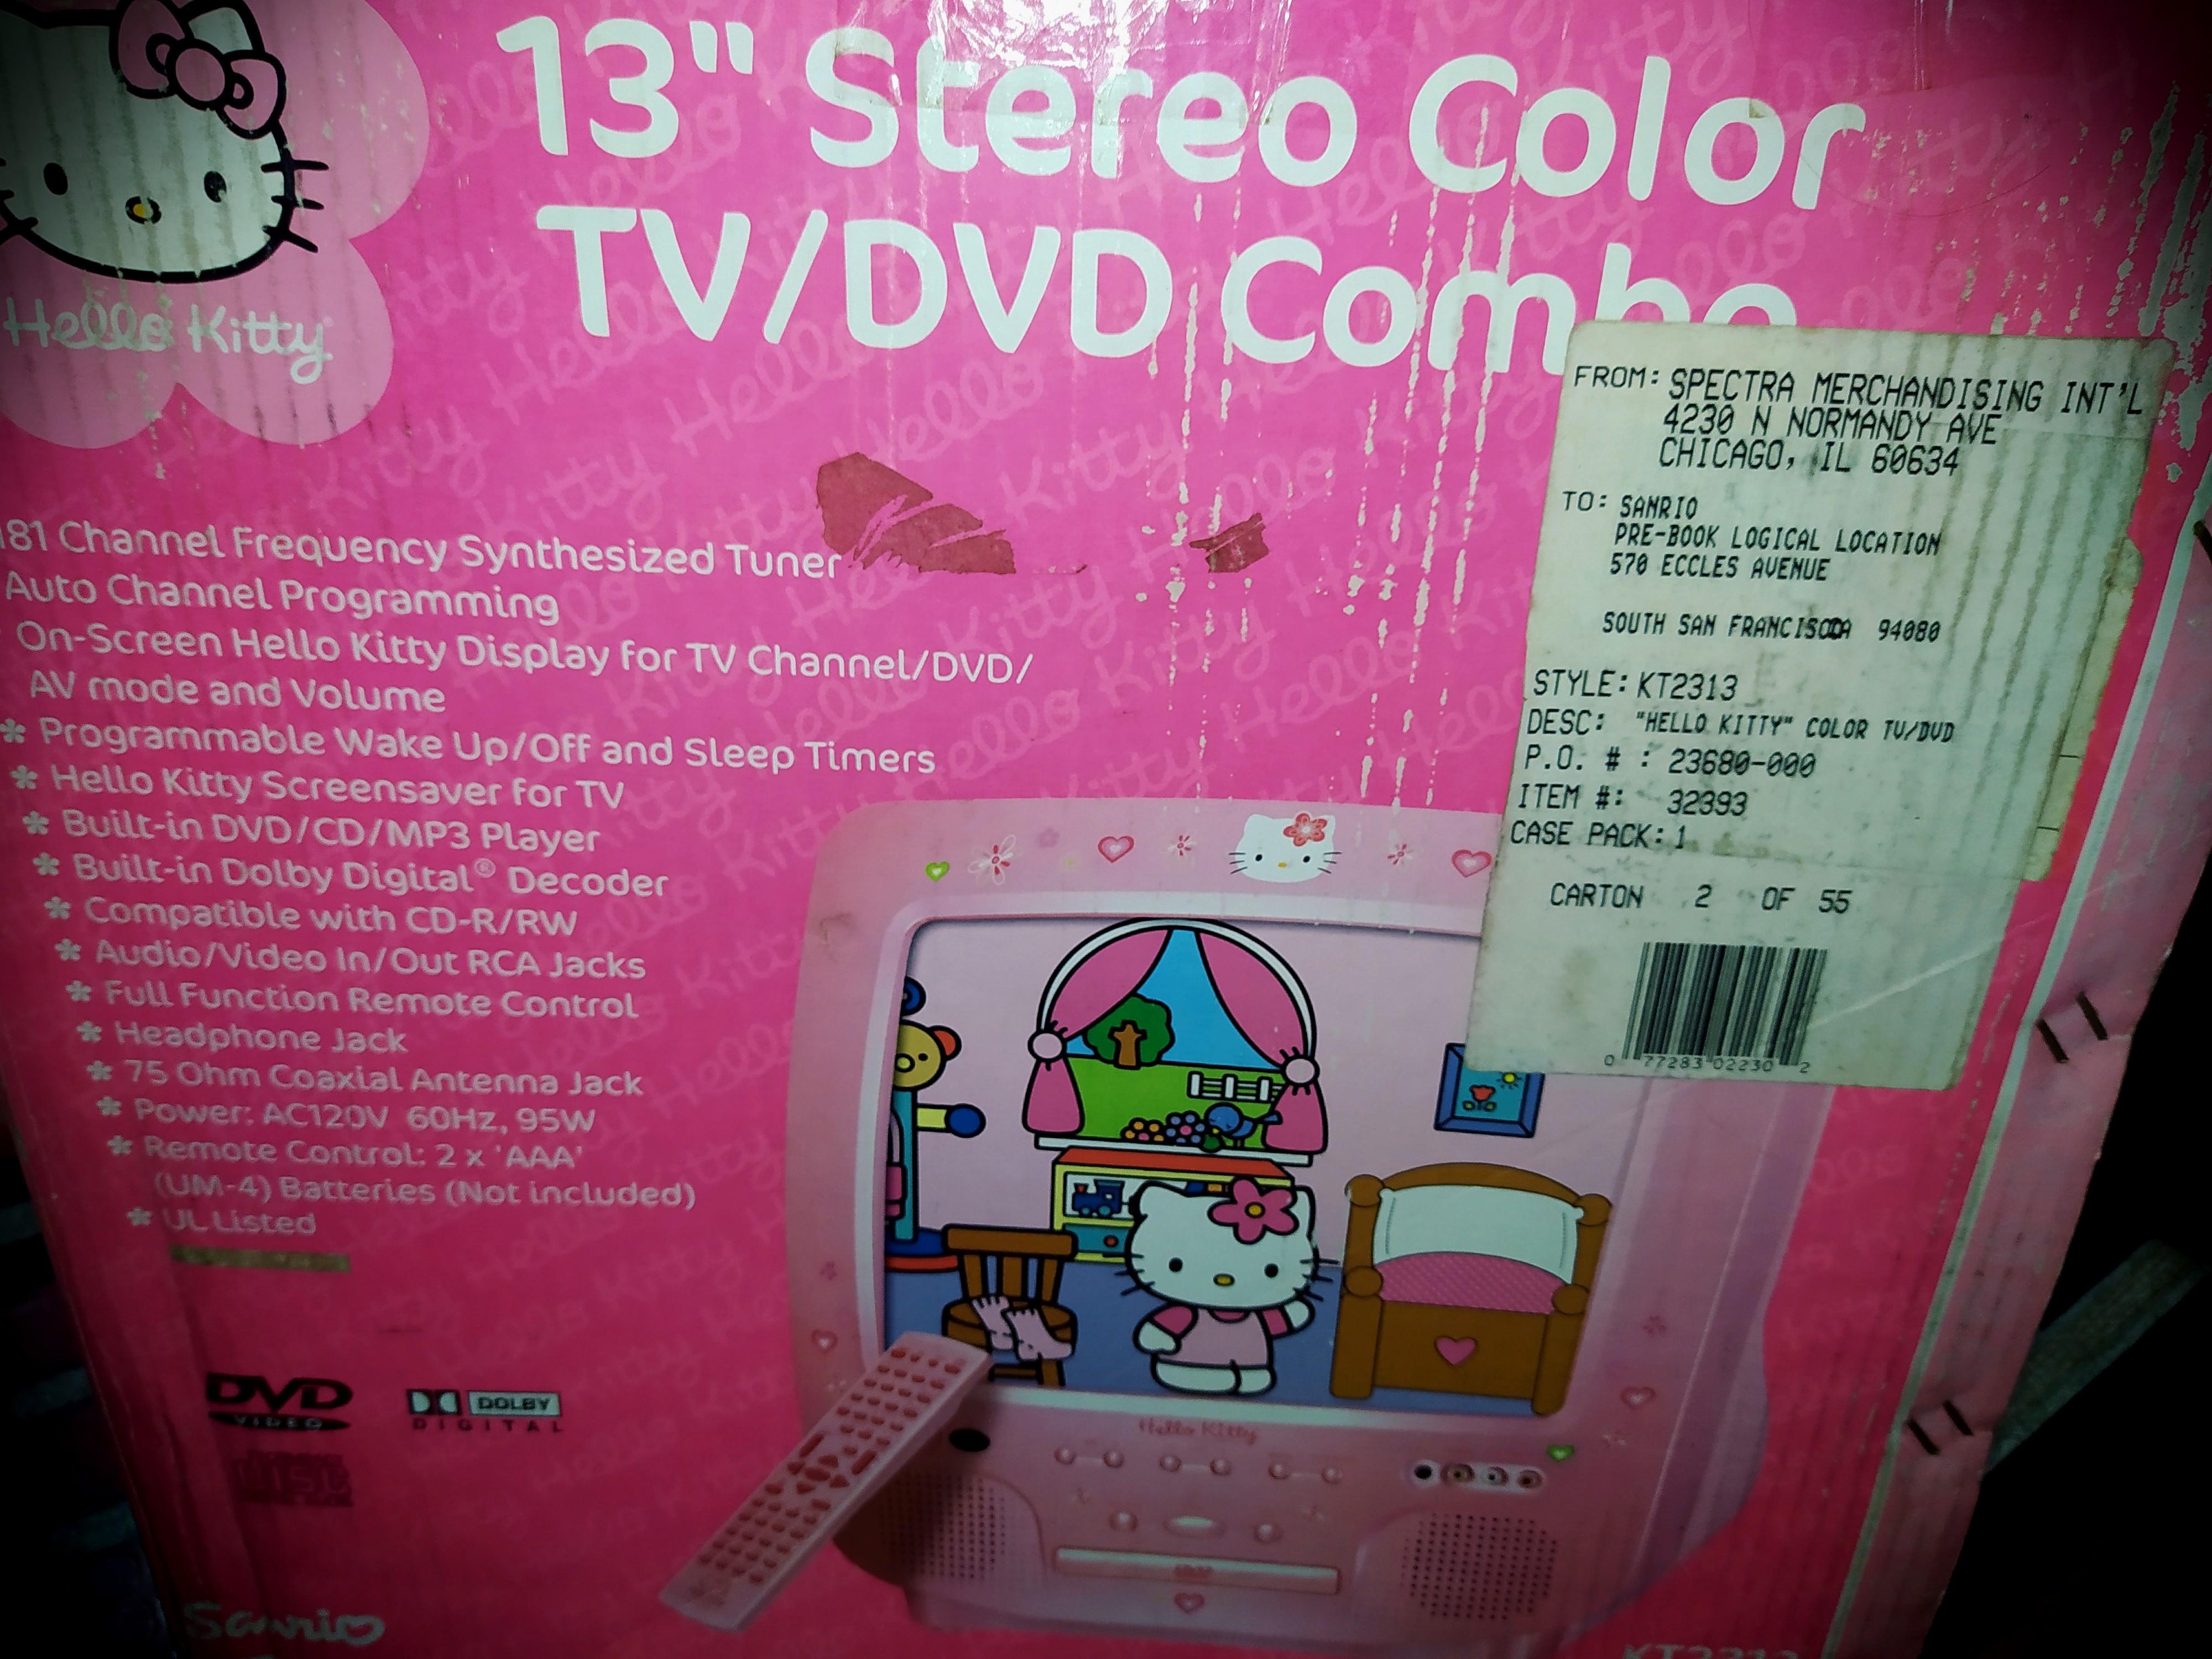 13" Stereo Color
TV/DVD Combo
Hello Kitty
181 Channel Frequency Synthesized Tuner
Auto Channel Programming
On-Screen Hello Kitty Display for TV Channel/DVD/
AV mode and Volume
* Programmable Wake Up/Off and Sleep Timers
* Hello Kitty Screensaver for TV
* Built-in DVD/CD/MP3 Player
* Built-in Dolby Digital® Decoder
* Compatible with CD-R/RW
* Audio/Video In/Out RCA Jacks
* Full Function Remote Control
* Headphone Jack
* 75 Ohm Coaxial Antenna Jack
* Power: AC120V 60Hz, 95W
* Remote Control: 2 x 'AAA'
(UM-4) Batteries (Not included)
* UL Listed
DVD
VIDEO
DOLBY
DIGITAL
DISC
Sanrio
FROM: SPECTRA MERCHANDISING INT'L
4230 N NORMANDY AVE
CHICAGO, IL 60634
TO: SANRIO
PRE-BOOK LOGICAL LOCATION
570 ECCLES AVENUE
SOUTH SAN FRANCISCO CA 94080
STYLE: KT2313
DESC: "HELLO KITTY" COLOR TV/DVD
P.O. # : 23680-000
ITEM #: 32393
CASE PACK: 1
CARTON 2 OF 55
0 77283 02230 2
Hello Kitty
KT2313